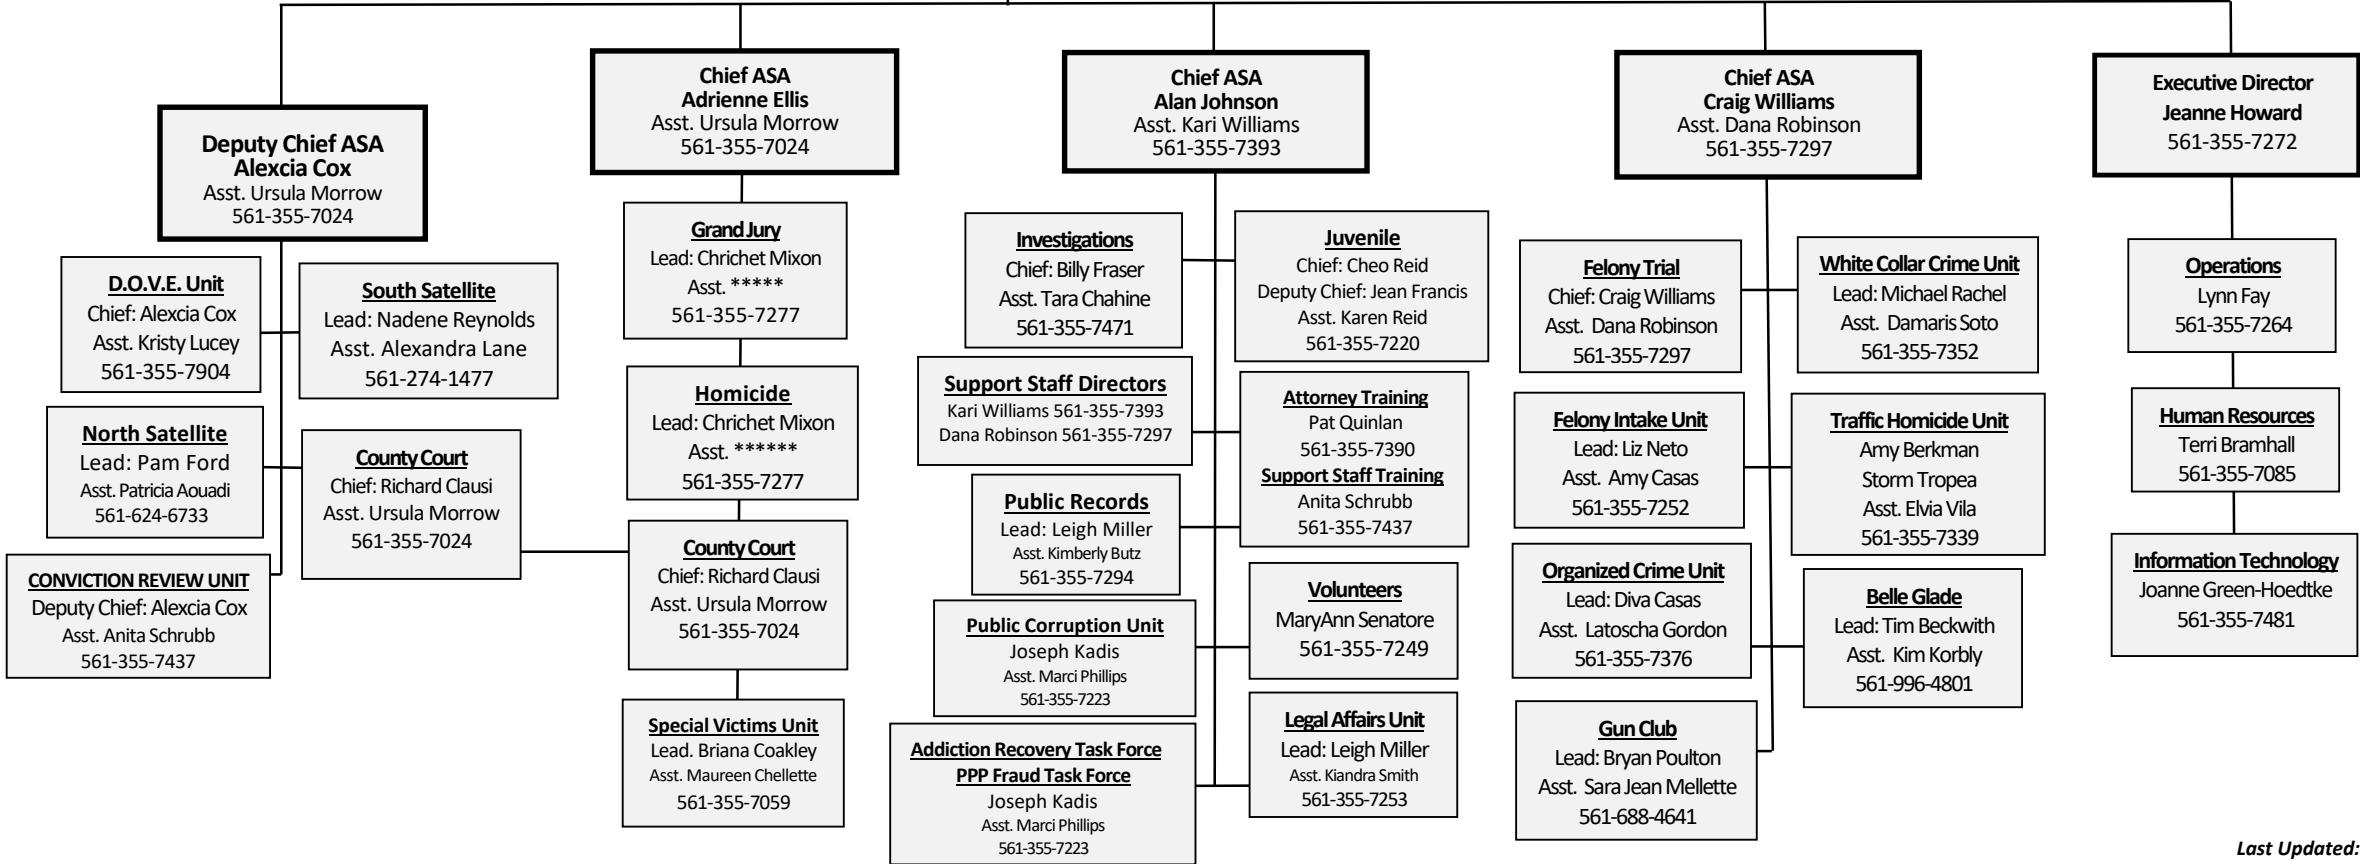 Deputy Chief ASA
Alexcia Cox
Asst. Ursula Morrow
561-355-7024
D.O.V.E. Unit
Chief: Alexcia Cox
Asst. Kristy Lucey
561-355-7904
South Satellite
Lead: Nadene Reynolds
Asst. Alexandra Lane
561-274-1477
North Satellite
Lead: Pam Ford
Asst. Patricia Aouadi
561-624-6733
County Court
Chief: Richard Clausi
Asst. Ursula Morrow
561-355-7024
CONVICTION REVIEW UNIT
Deputy Chief: Alexcia Cox
Asst. Anita Schrubb
561-355-7437
Chief ASA
Adrienne Ellis
Asst. Ursula Morrow
561-355-7024
Grand Jury
Lead: Chrichet Mixon
Asst. *****
561-355-7277
Homicide
Lead: Chrichet Mixon
Asst. ******
561-355-7277
County Court
Chief: Richard Clausi
Asst. Ursula Morrow
561-355-7024
Special Victims Unit
Lead. Briana Coakley
Asst. Maureen Chellette
561-355-7059
Chief ASA
Alan Johnson
Asst. Kari Williams
561-355-7393
Investigations
Chief: Billy Fraser
Asst. Tara Chahine
561-355-7471
Juvenile
Chief: Cheo Reid
Deputy Chief: Jean Francis
Asst. Karen Reid
561-355-7220
Support Staff Directors
Kari Williams 561-355-7393
Dana Robinson 561-355-7297
Attorney Training
Pat Quinlan
561-355-7390
Support Staff Training
Anita Schrubb
561-355-7437
Public Records
Lead: Leigh Miller
Asst. Kimberly Butz
561-355-7294
Volunteers
MaryAnn Senatore
561-355-7249
Public Corruption Unit
Joseph Kadis
Asst. Marci Phillips
561-355-7223
Legal Affairs Unit
Lead: Leigh Miller
Asst. Kiandra Smith
561-355-7253
Addiction Recovery Task Force
PPP Fraud Task Force
Joseph Kadis
Asst. Marci Phillips
561-355-7223
Chief ASA
Craig Williams
Asst. Dana Robinson
561-355-7297
Felony Trial
Chief: Craig Williams
Asst. Dana Robinson
561-355-7297
White Collar Crime Unit
Lead: Michael Rachel
Asst. Damaris Soto
561-355-7352
Felony Intake Unit
Lead: Liz Neto
Asst. Amy Casas
561-355-7252
Traffic Homicide Unit
Amy Berkman
Storm Tropea
Asst. Elvia Vila
561-355-7339
Organized Crime Unit
Lead: Diva Casas
Asst. Latoscha Gordon
561-355-7376
Belle Glade
Lead: Tim Beckwith
Asst. Kim Korbly
561-996-4801
Gun Club
Lead: Bryan Poulton
Asst. Sara Jean Mellette
561-688-4641
Executive Director
Jeanne Howard
561-355-7272
Operations
Lynn Fay
561-355-7264
Human Resources
Terri Bramhall
561-355-7085
Information Technology
Joanne Green-Hoedtke
561-355-7481
Last Updated: